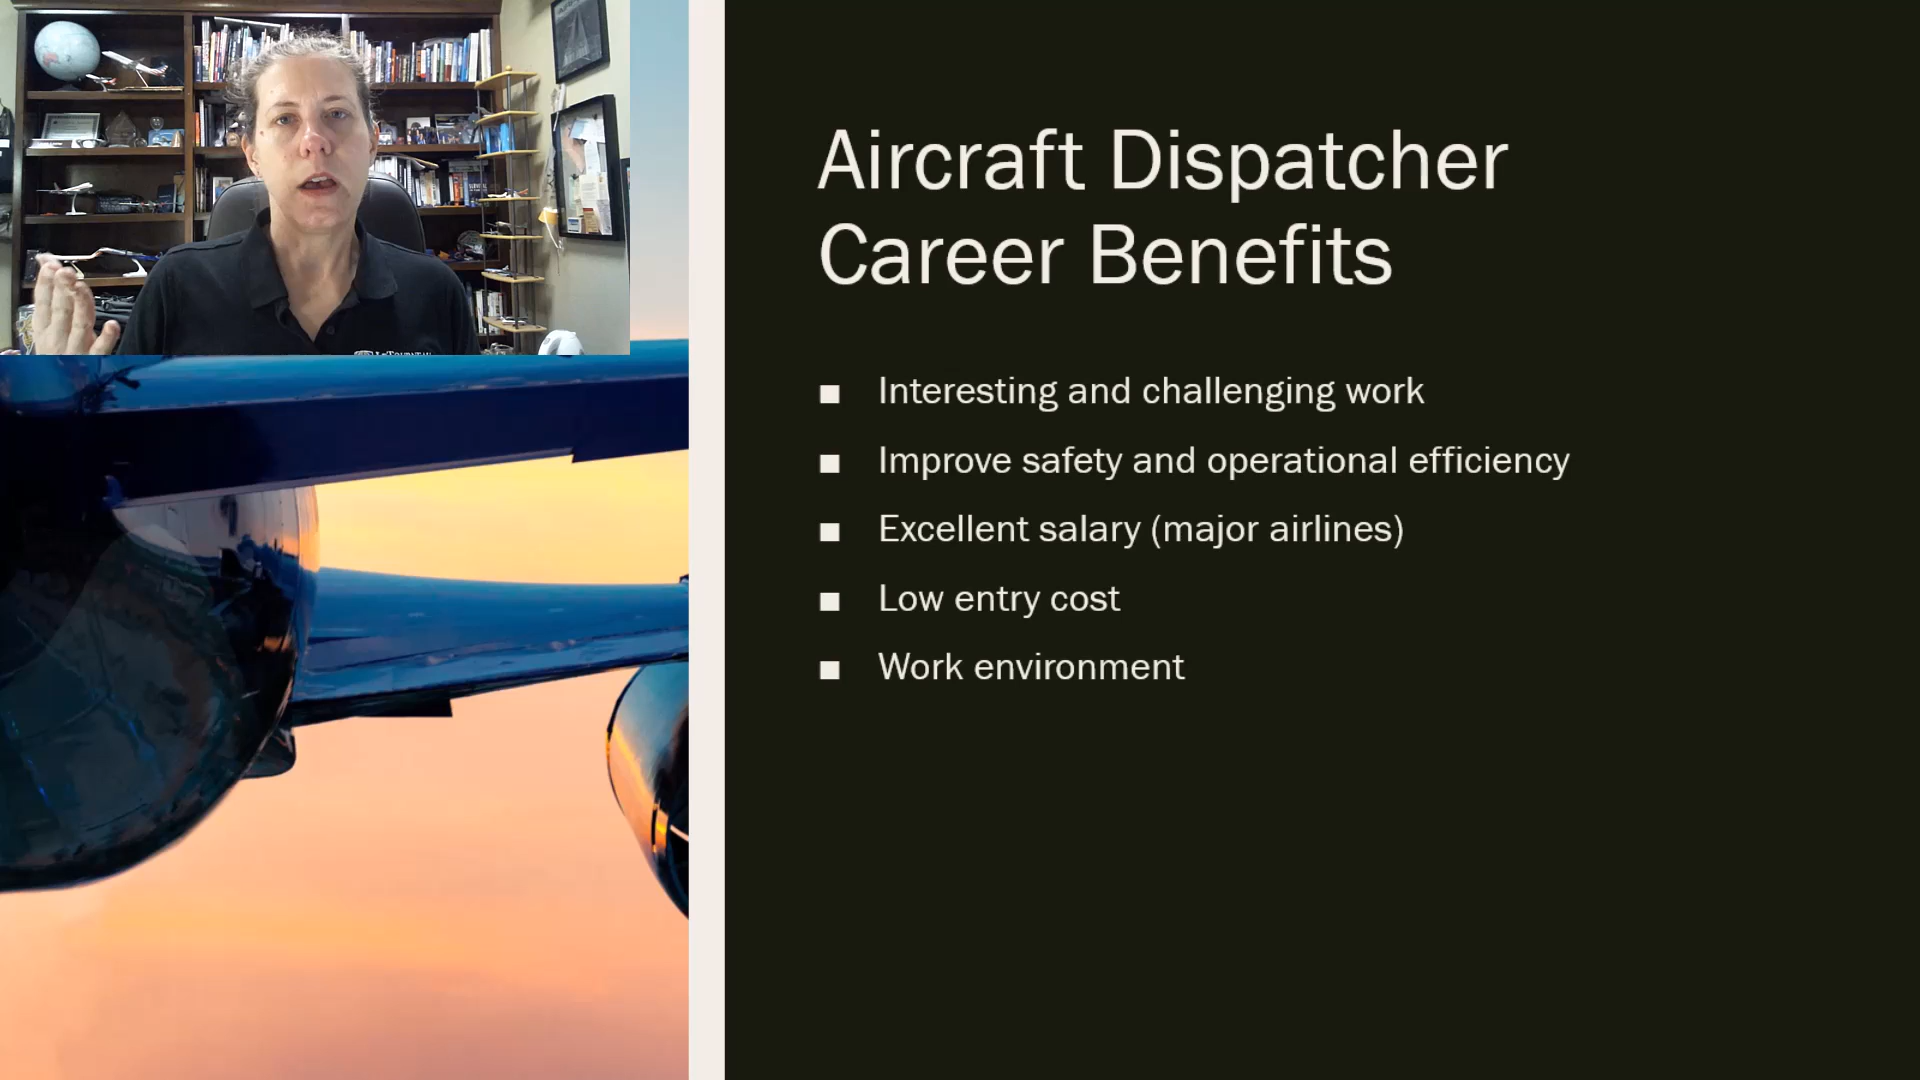 Aircraft Dispatcher
Career Benefits
■ Interesting and challenging work
■ Improve safety and operational efficiency
■ Excellent salary (major airlines)
■ Low entry cost
■ Work environment